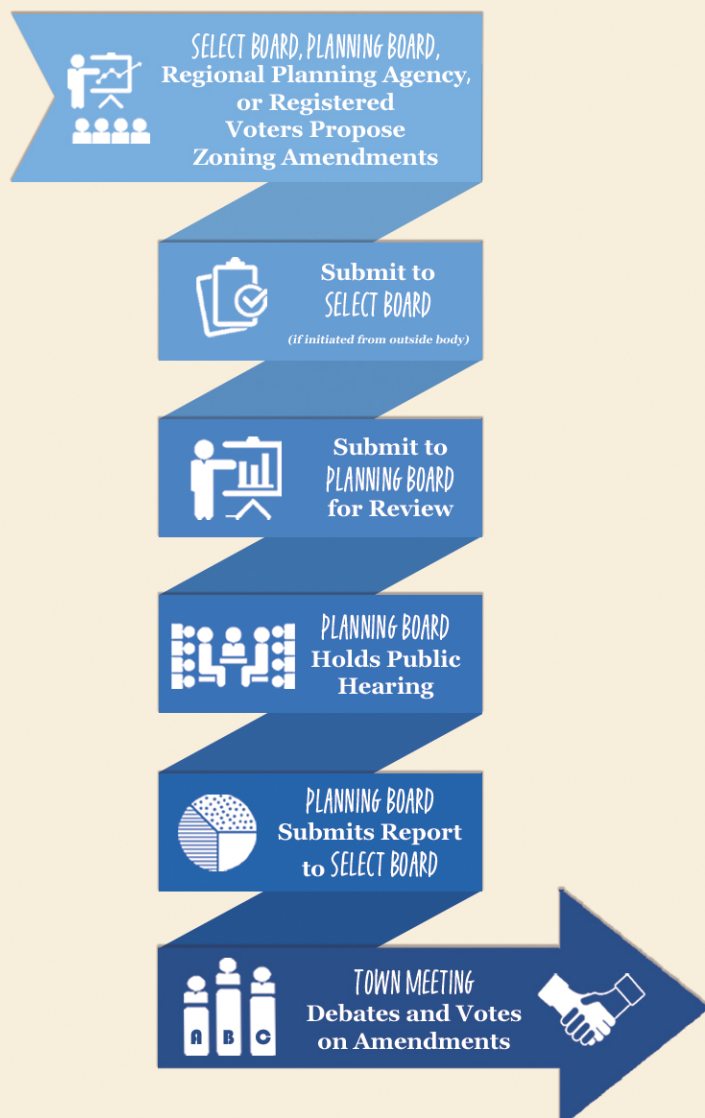 SELECT BOARD, PLANNING BOARD,
Regional Planning Agency,
or Registered
Voters Propose
Zoning Amendments
Submit to
SELECT BOARD
(if initiated from outside body)
Submit to
PLANNING BOARD
for Review
PLANNING BOARD
Holds Public
Hearing
PLANNING BOARD
Submits Report
to SELECT BOARD
TOWN MEETING
Debates and Votes
on Amendments
A B C